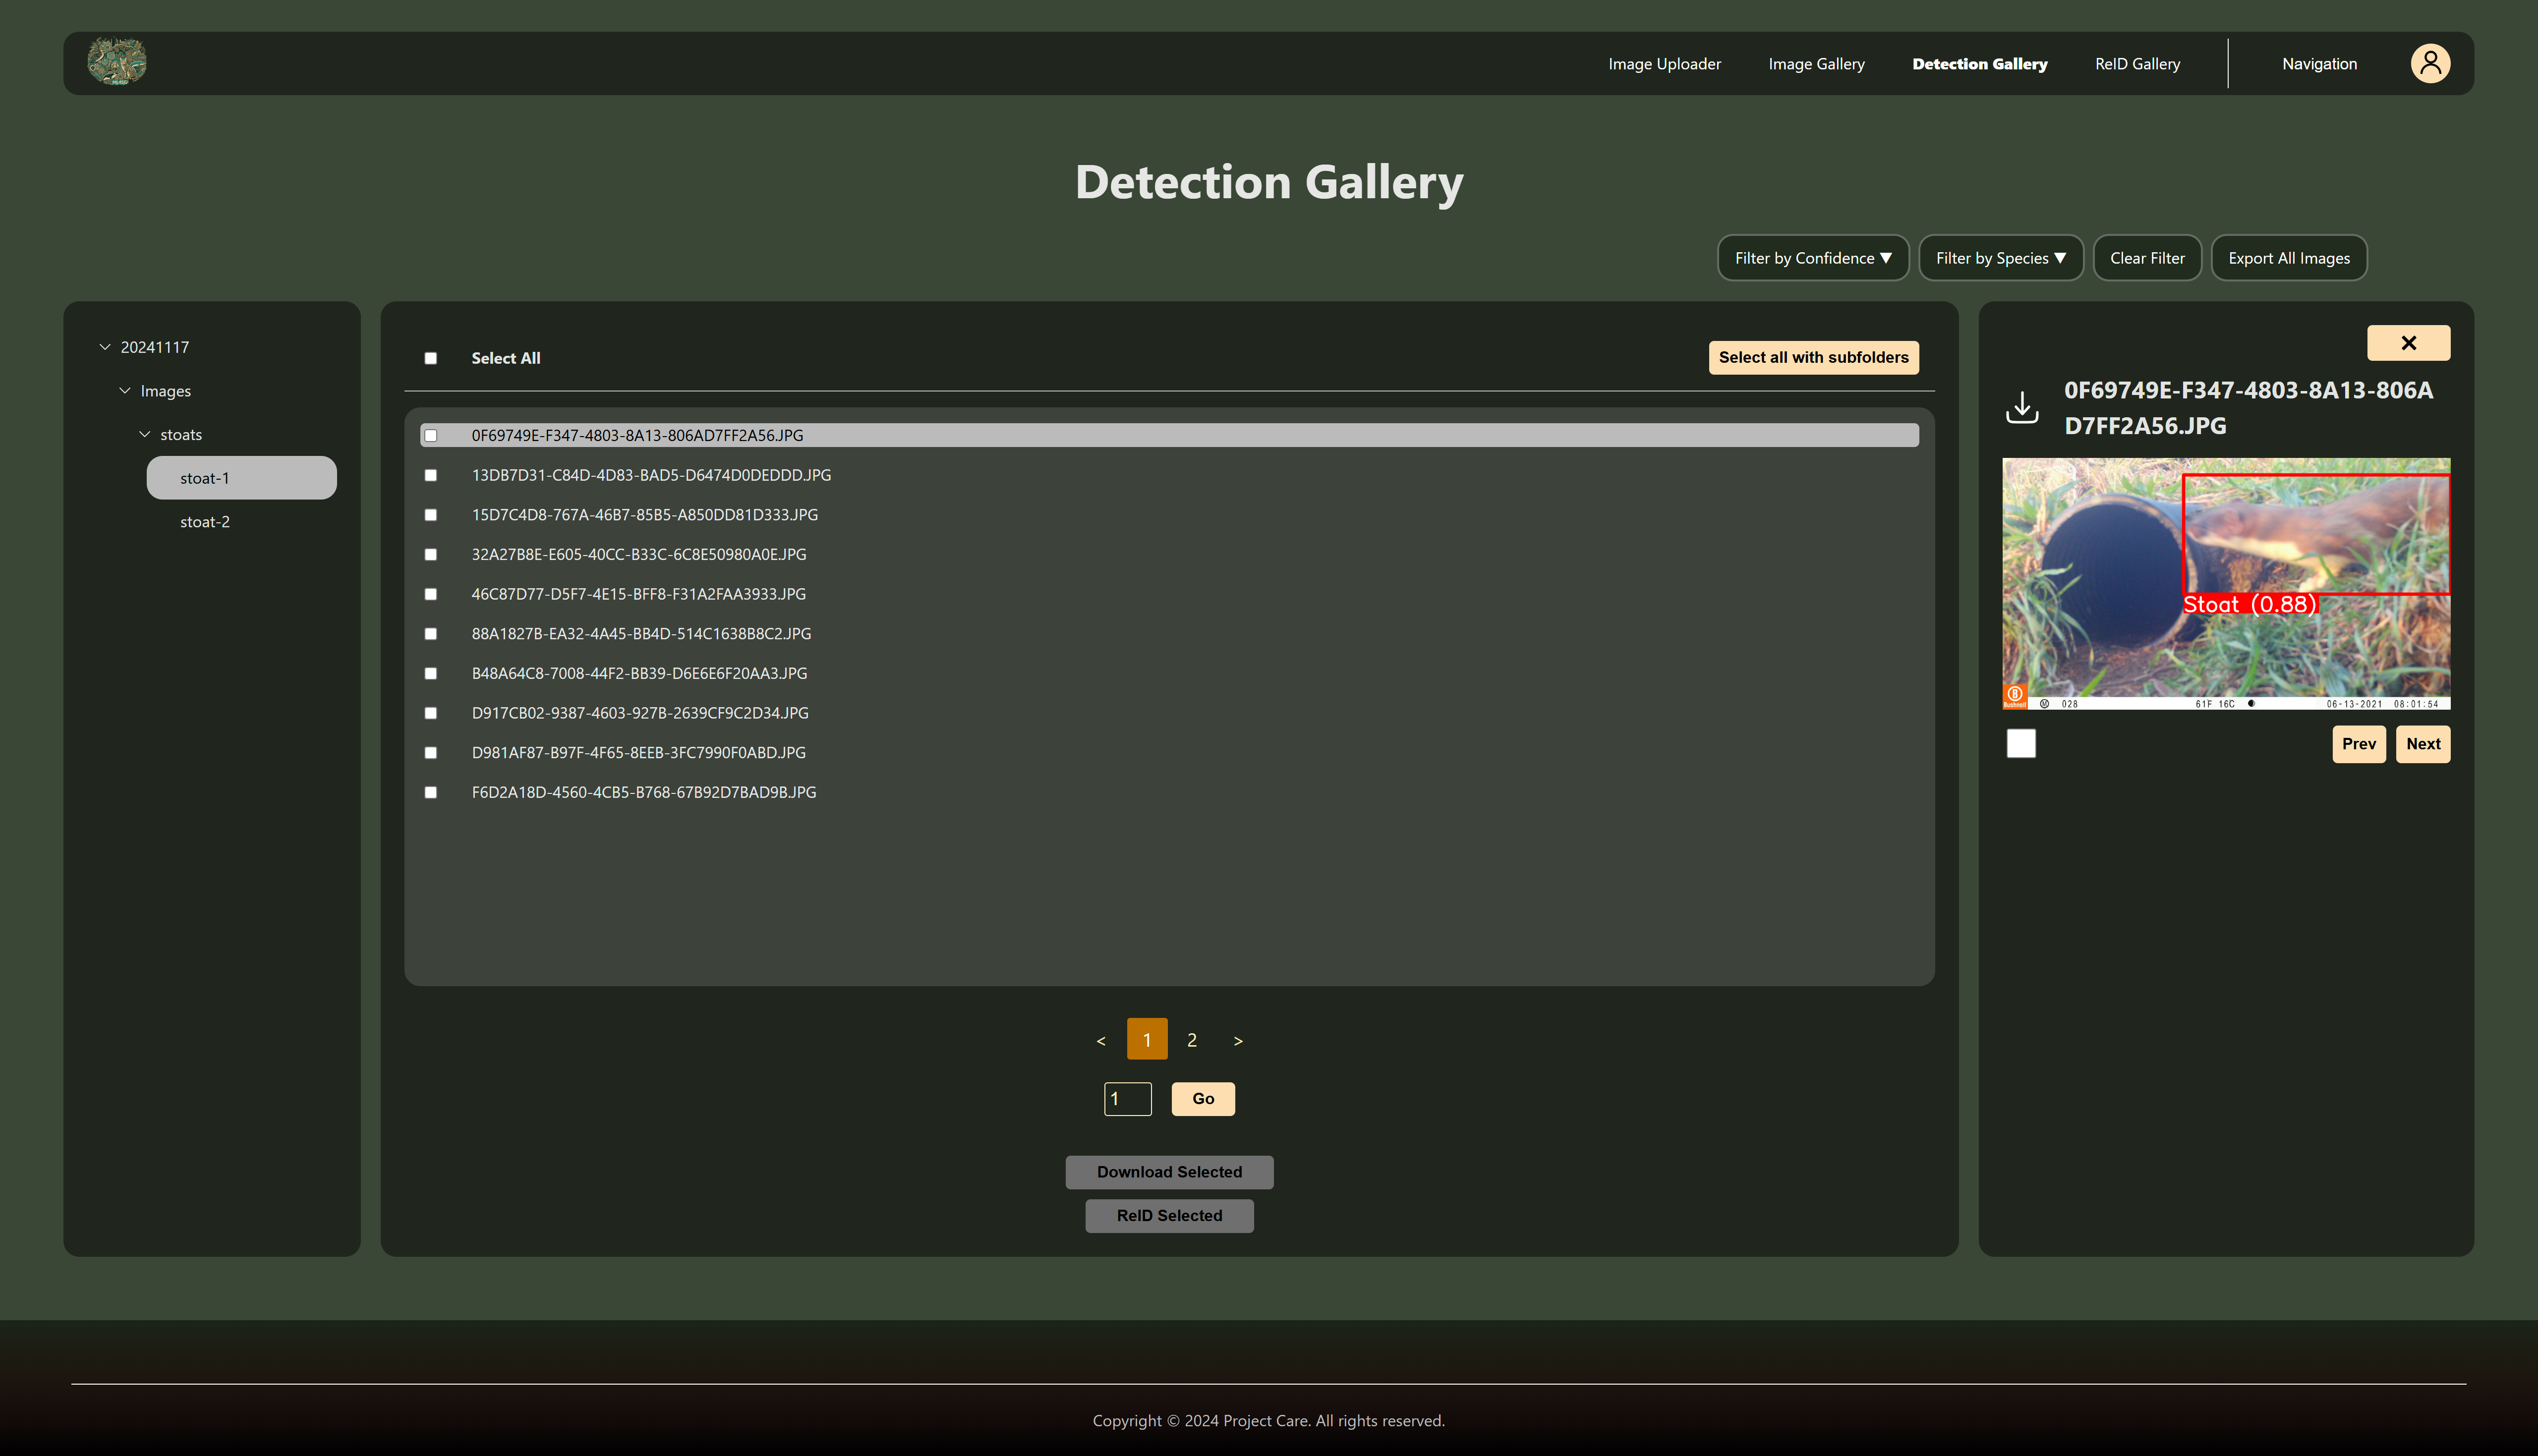 Image Uploader
Image Gallery
Detection Gallery
ReID Gallery
Navigation
Detection Gallery
Filter by Confidence ▼
Filter by Species ▼
Clear Filter
Export All Images
20241117
Images
stoats
stoat-1
stoat-2
Select All
Select all with subfolders
0F69749E-F347-4803-8A13-806AD7FF2A56.JPG
13DB7D31-C84D-4D83-BAD5-D6474D0DEDDD.JPG
15D7C4D8-767A-46B7-85B5-A850DD81D333.JPG
32A27B8E-E605-40CC-B33C-6C8E50980A0E.JPG
46C87D77-D5F7-4E15-BFF8-F31A2FAA3933.JPG
88A1827B-EA32-4A45-BB4D-514C1638B8C2.JPG
B48A64C8-7008-44F2-BB39-D6E6E6F20AA3.JPG
D917CB02-9387-4603-927B-2639CF9C2D34.JPG
D981AF87-B97F-4F65-8EEB-3FC7990F0ABD.JPG
F6D2A18D-4560-4CB5-B768-67B92D7BAD9B.JPG
< 1 2 >
1
Go
Download Selected
ReID Selected
✕
0F69749E-F347-4803-8A13-806A
D7FF2A56.JPG
Stoat (0.88)
B
Bushnell
M 028 61F 16C 06-13-2021 08:01:54
Prev
Next
Copyright © 2024 Project Care. All rights reserved.